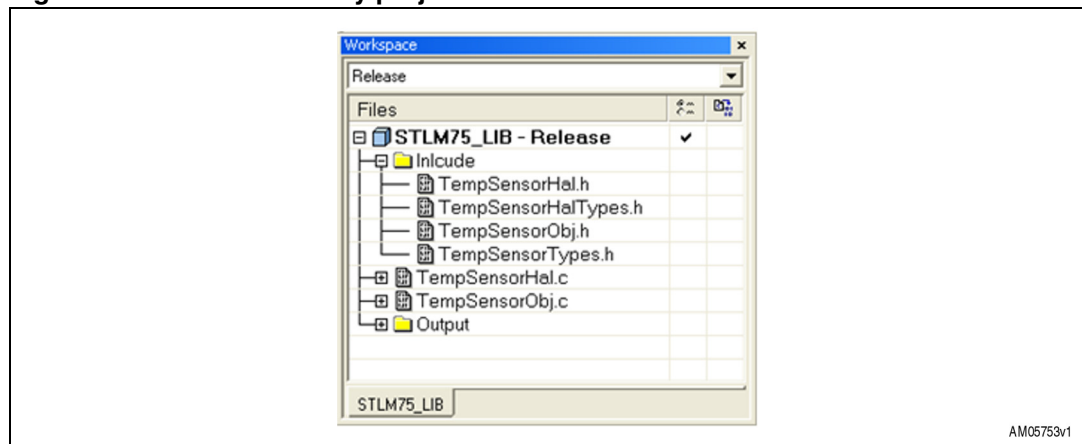 Workspace
Release
Files
STLM75_LIB - Release
Inlcude
TempSensorHal.h
TempSensorHalTypes.h
TempSensorObj.h
TempSensorTypes.h
TempSensorHal.c
TempSensorObj.c
Output
STLM75_LIB
AM05753v1